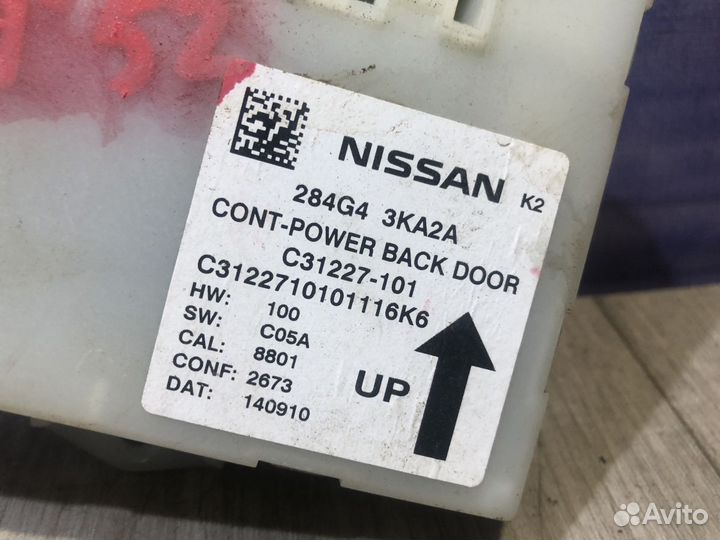 52
NISSAN K2
284G4 3KA2A
CONT-POWER BACK DOOR
C31227-101
C3122710101116K6
HW: 100
SW: C05A
CAL: 8801
CONF: 2673
DAT: 140910
UP
Avito